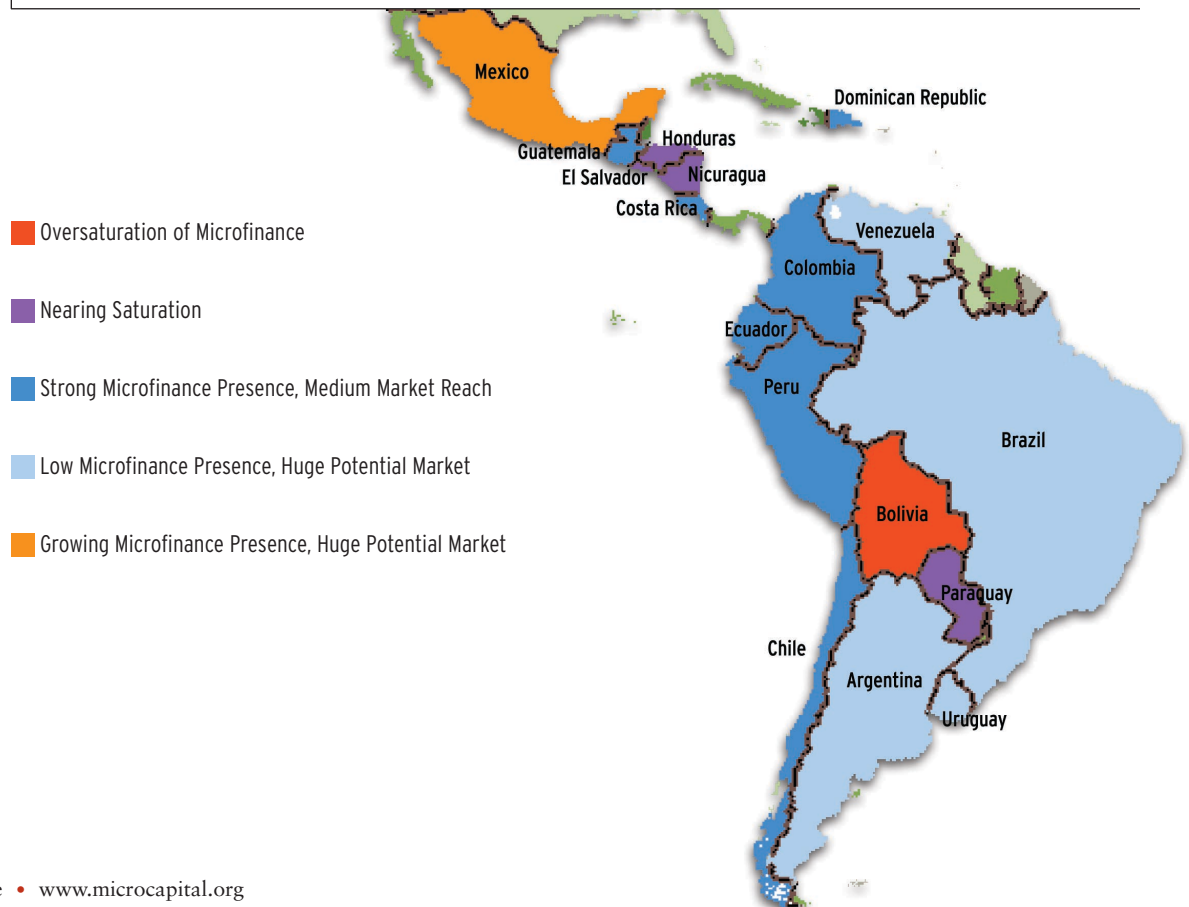 Mexico
Dominican Republic
Honduras
Guatemala
El Salvador
Nicaragua
Costa Rica
Venezuela
Colombia
Ecuador
Peru
Brazil
Bolivia
Paraguay
Chile
Argentina
Uruguay
Oversaturation of Microfinance
Nearing Saturation
Strong Microfinance Presence, Medium Market Reach
Low Microfinance Presence, Huge Potential Market
Growing Microfinance Presence, Huge Potential Market
e • www.microcapital.org